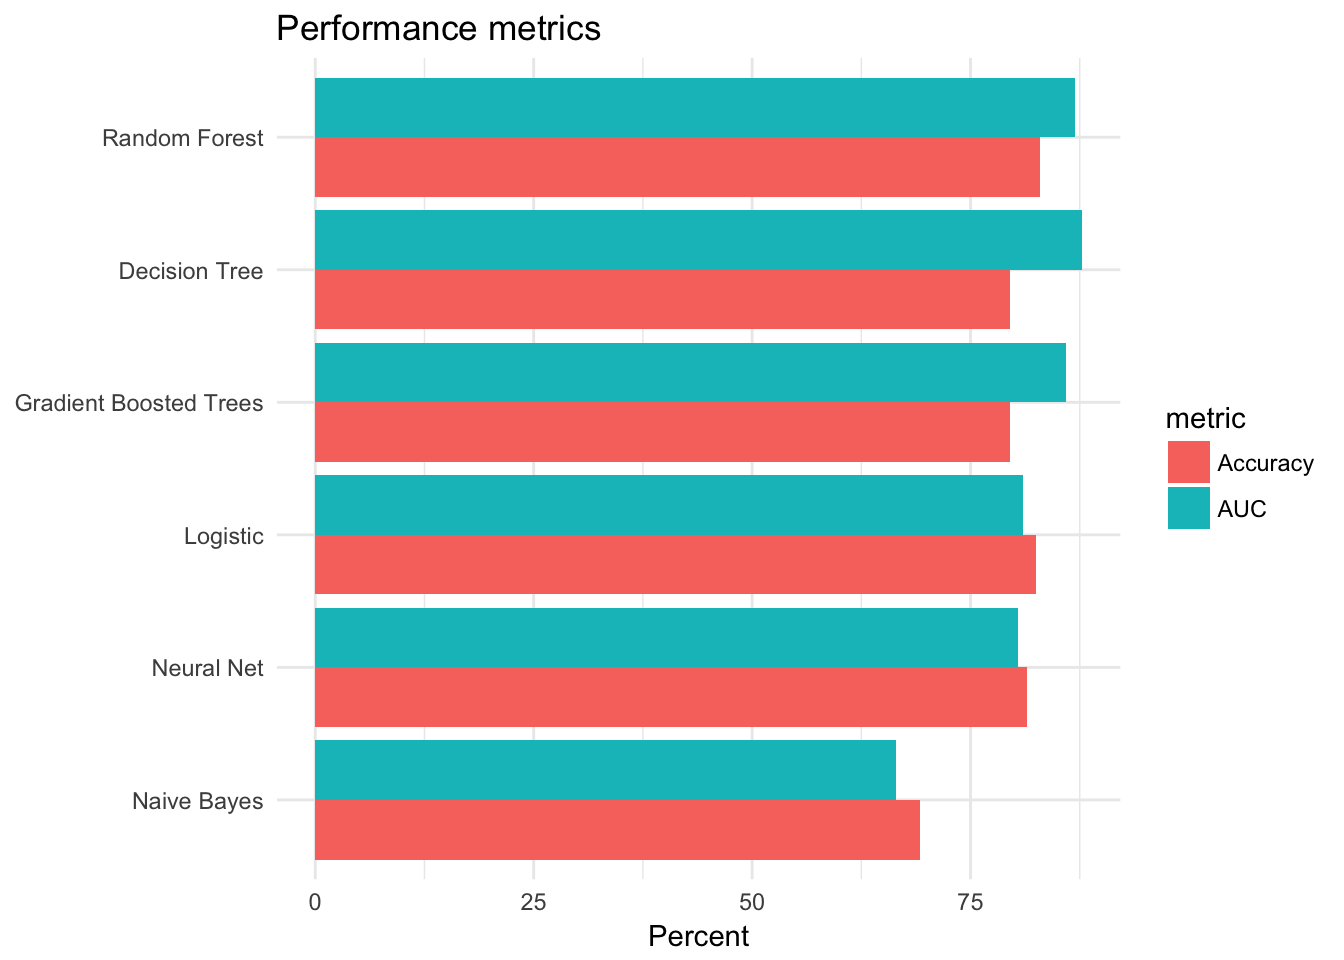 Performance metrics
Random Forest
Decision Tree
Gradient Boosted Trees
Logistic
Neural Net
Naive Bayes
0 25 50 75
Percent
metric
Accuracy
AUC